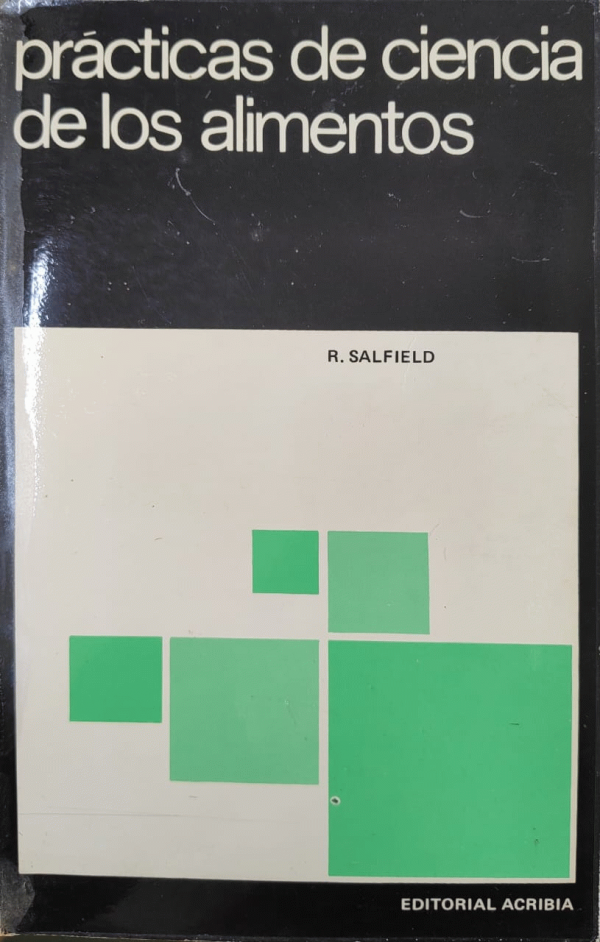 prácticas de ciencia
de los alimentos
R. SALFIELD
EDITORIAL ACRIBIA